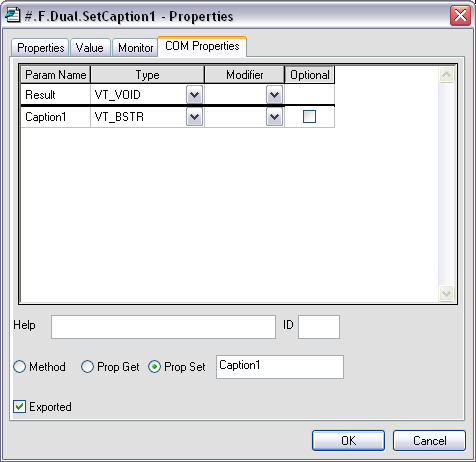 #.F.Dual.SetCaption1 - Properties
Properties Value Monitor COM Properties
Param Name Type Modifier Optional
Result VT_VOID
Caption1 VT_BSTR
Help ID
Method Prop Get Prop Set Caption1
Exported
OK Cancel